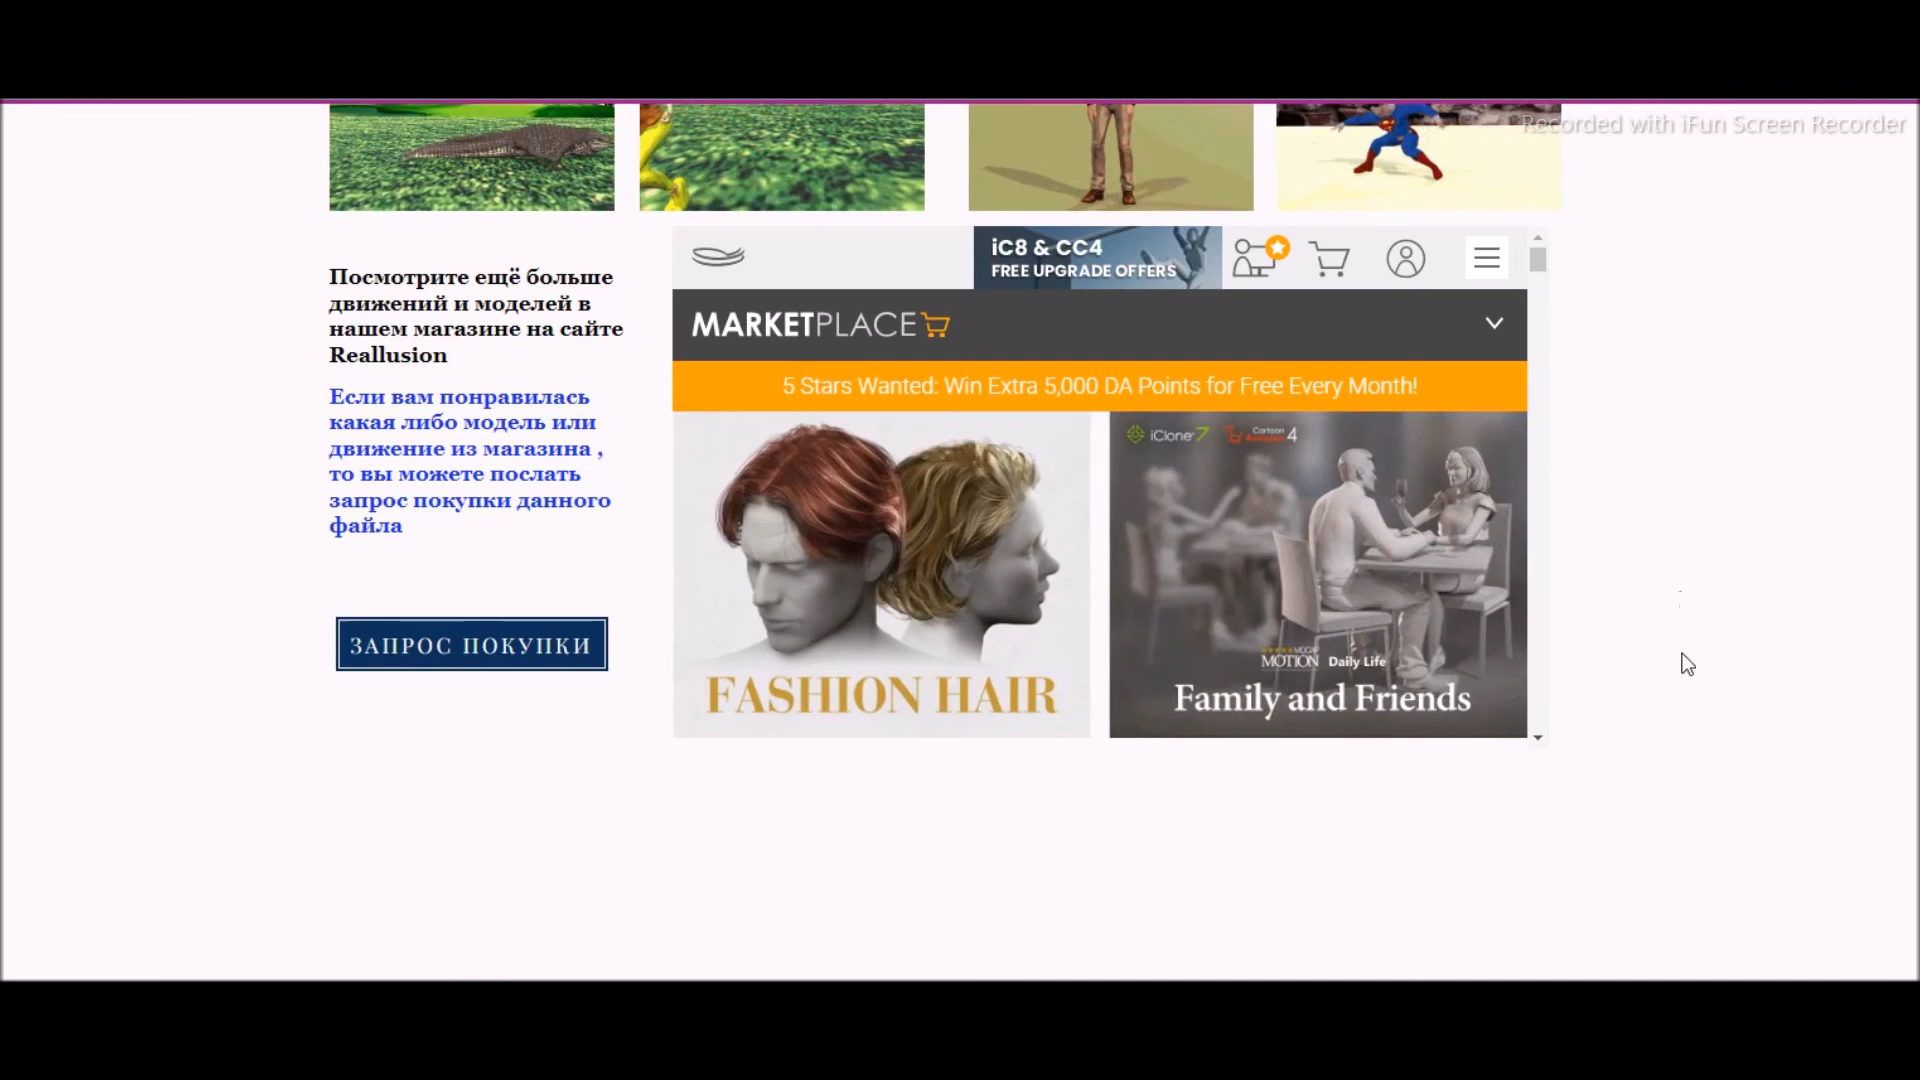 Recorded with iFun Screen Recorder
iC8 & CC4
FREE UPGRADE OFFERS
Посмотрите ещё больше
движений и моделей в
нашем магазине на сайте
Reallusion
Если вам понравилась
какая либо модель или
движение из магазина ,
то вы можете послать
запрос покупки данного
файла
ЗАПРОС ПОКУПКИ
MARKETPLACE
5 Stars Wanted: Win Extra 5,000 DA Points for Free Every Month!
FASHION HAIR
iClone 7
Cartoon Animator 4
MOCAP
MOTION Daily Life
Family and Friends